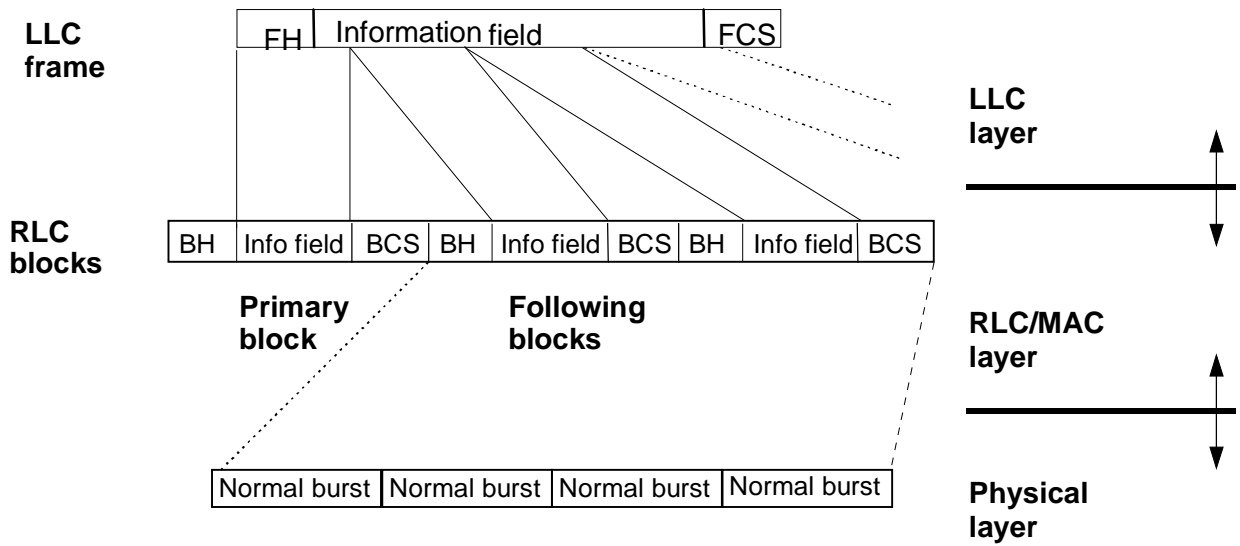 LLC
frame
FH Information field FCS
LLC
layer
RLC
blocks
BH Info field BCS BH Info field BCS BH Info field BCS
Primary
block
Following
blocks
RLC/MAC
layer
Normal burst Normal burst Normal burst Normal burst
Physical
layer